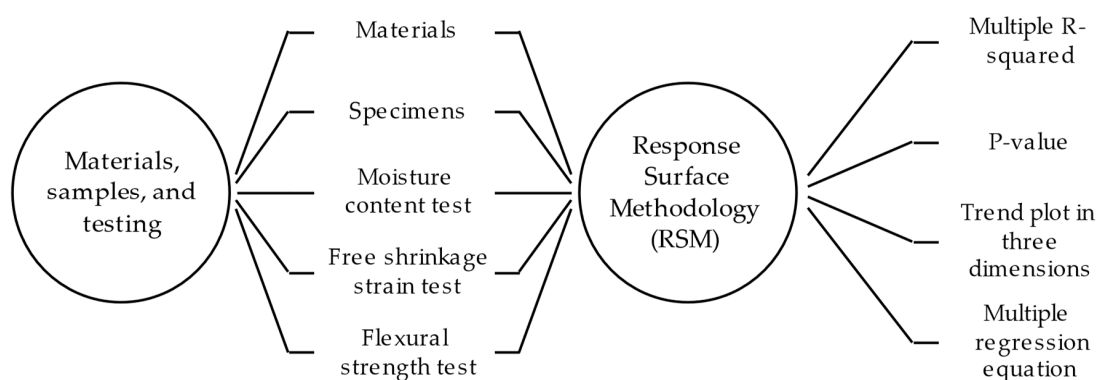 Materials,
samples, and
testing
Materials
Specimens
Moisture
content test
Free shrinkage
strain test
Flexural
strength test
Response
Surface
Methodology
(RSM)
Multiple R-
squared
P-value
Trend plot in
three
dimensions
Multiple
regression
equation